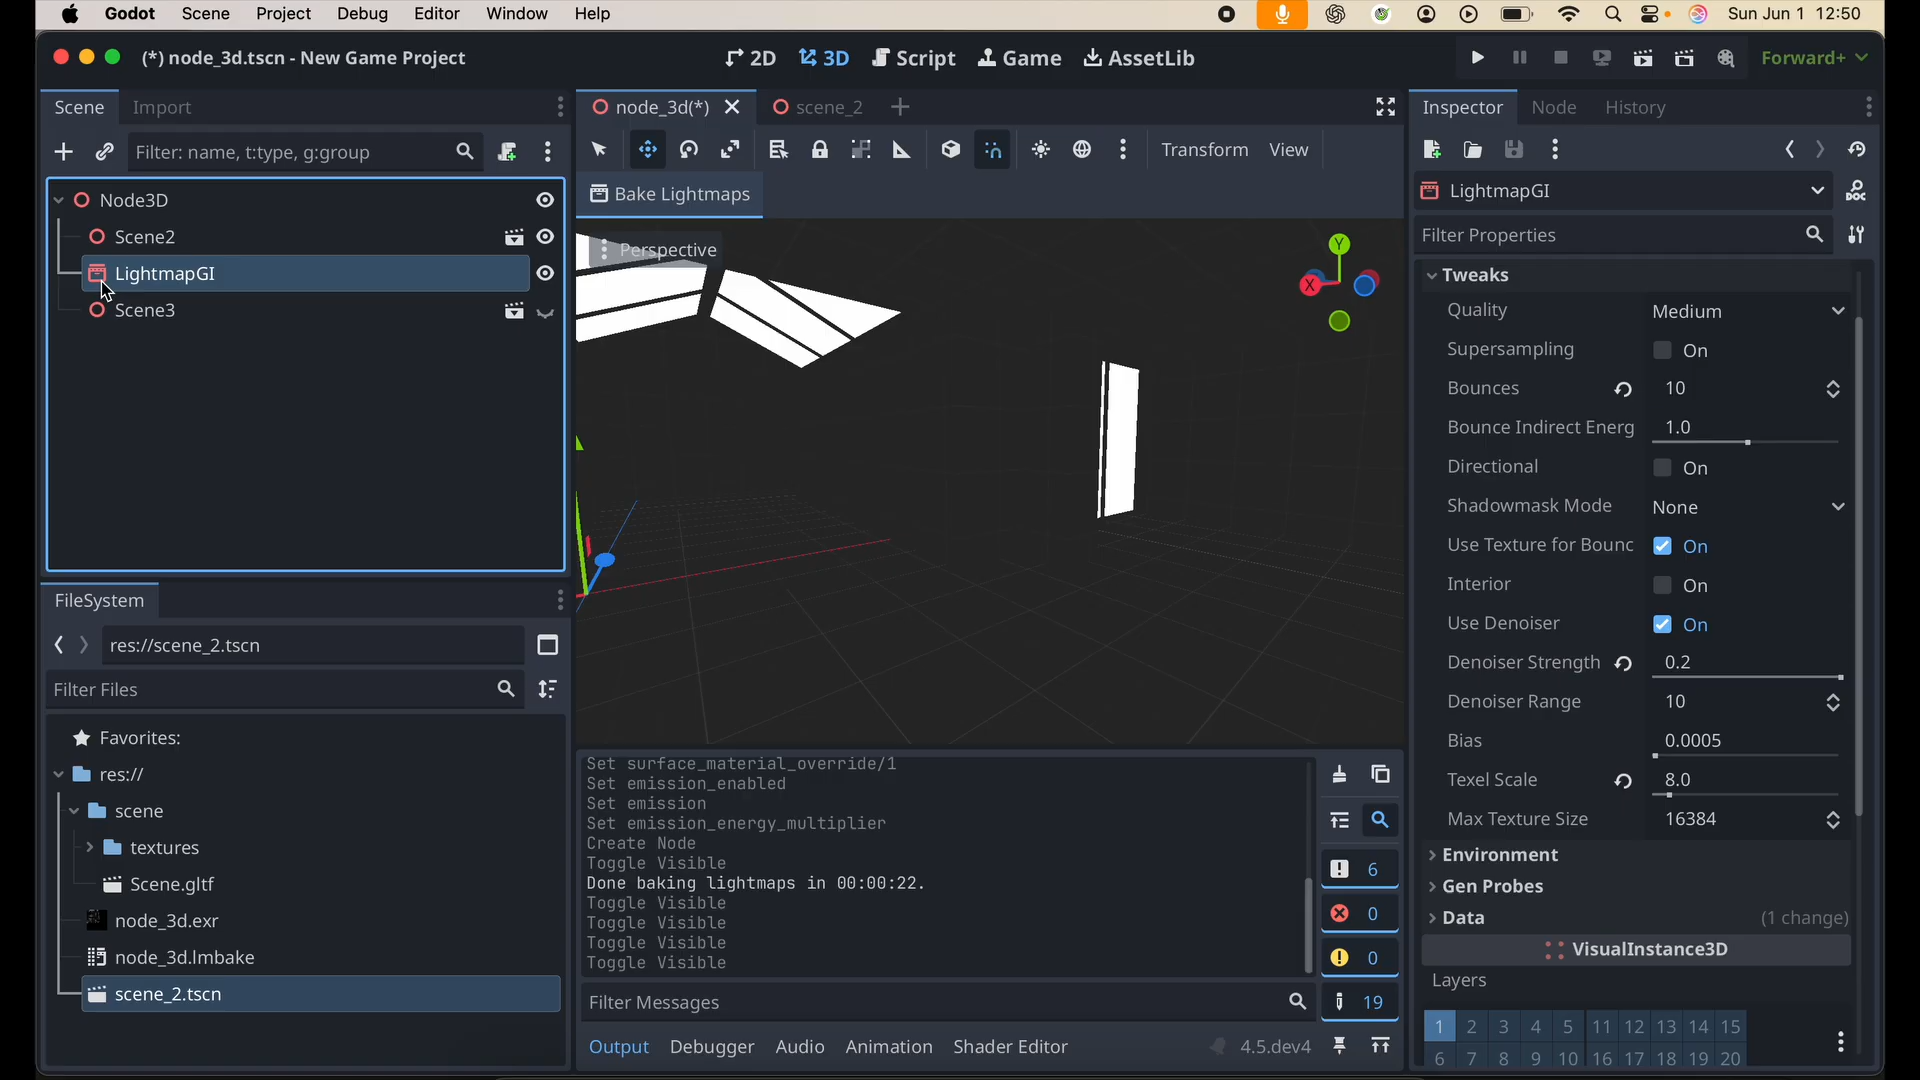 Godot Scene Project Debug Editor Window Help Sun Jun 1 12:50
(*) node_3d.tscn - New Game Project 2D 3D Script Game AssetLib Forward+
Scene Import
Filter: name, t:type, g:group
Node3D
Scene2
LightmapGI
Scene3
FileSystem
res://scene_2.tscn
Filter Files
Favorites:
res://
scene
textures
Scene.gltf
node_3d.exr
node_3d.lmbake
scene_2.tscn
node_3d(*) scene_2
Transform View
Bake Lightmaps
Perspective
Y
X
Set surface_material_override/1
Set emission_enabled
Set emission
Set emission_energy_multiplier
Create Node
Toggle Visible
Done baking lightmaps in 00:00:22.
Toggle Visible
Toggle Visible
Toggle Visible
Toggle Visible
6
0
0
19
Filter Messages
Output Debugger Audio Animation Shader Editor 4.5.dev4
Inspector Node History
LightmapGI
DOC
Filter Properties
Tweaks
Quality Medium
Supersampling On
Bounces 10
Bounce Indirect Energ 1.0
Directional On
Shadowmask Mode None
Use Texture for Bounc On
Interior On
Use Denoiser On
Denoiser Strength 0.2
Denoiser Range 10
Bias 0.0005
Texel Scale 8.0
Max Texture Size 16384
Environment
Gen Probes
Data (1 change)
VisualInstance3D
Layers
1 2 3 4 5 11 12 13 14 15
6 7 8 9 10 16 17 18 19 20